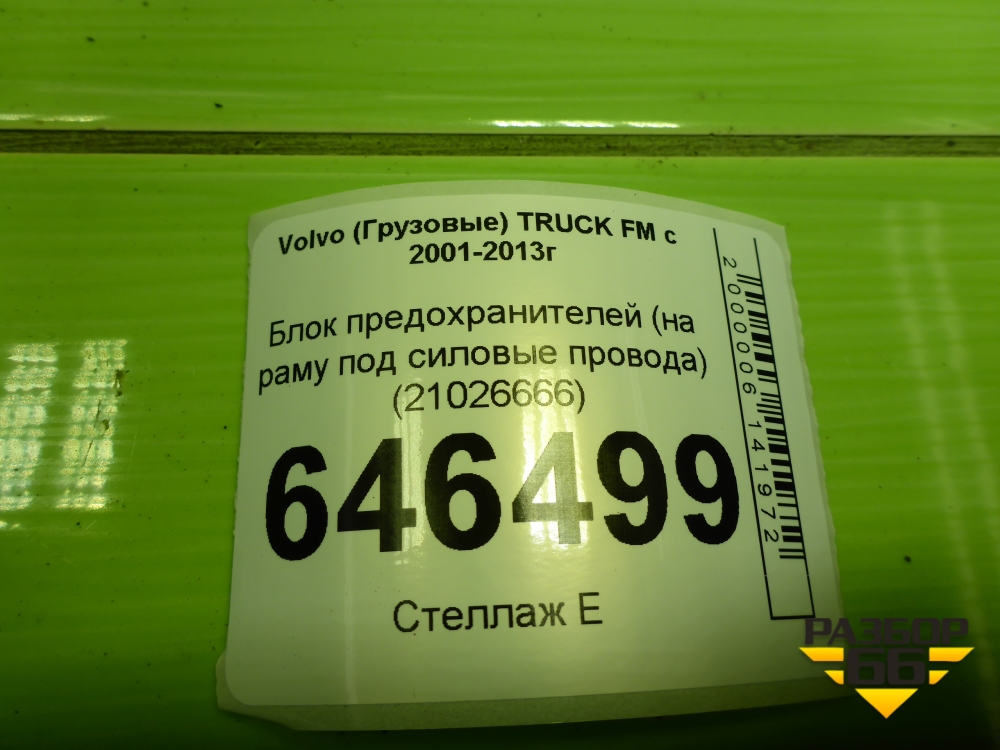 Volvo (Грузовые) TRUCK FM с
2001-2013г
Блок предохранителей (на
раму под силовые провода)
(21026666)
646499
Стеллаж Е
2000006141972
РАЗБОР
66